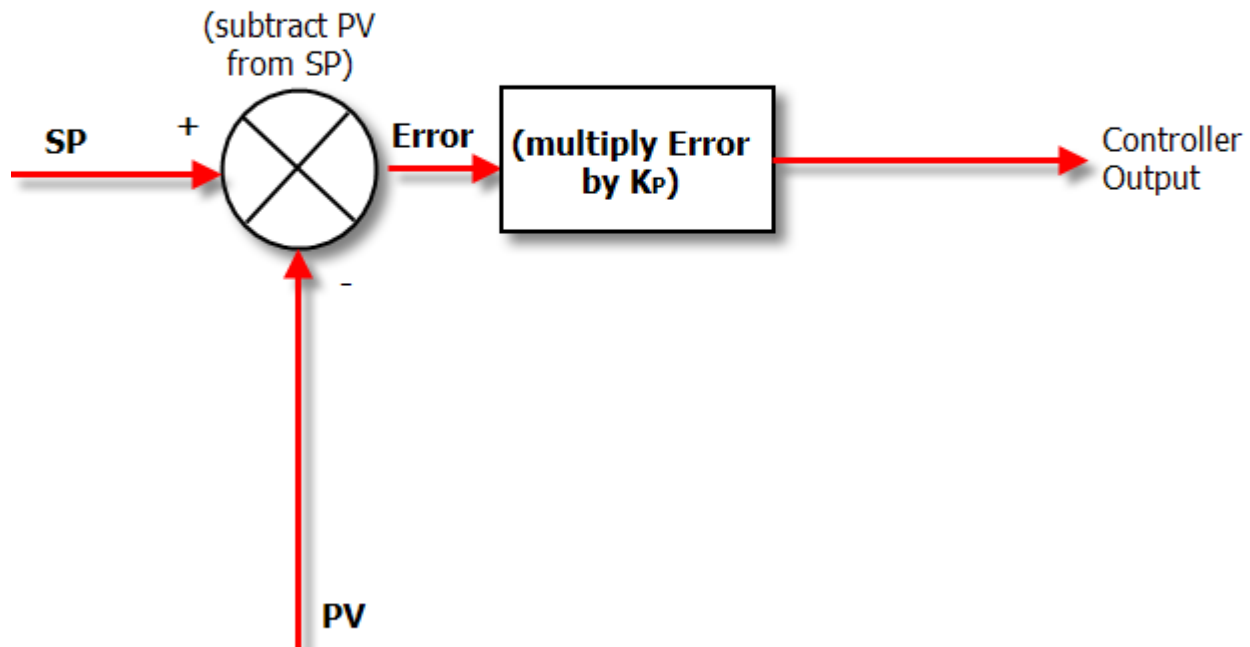 (subtract PV
from SP)
SP
+
Error
(multiply Error
by KP)
Controller
Output
-
PV